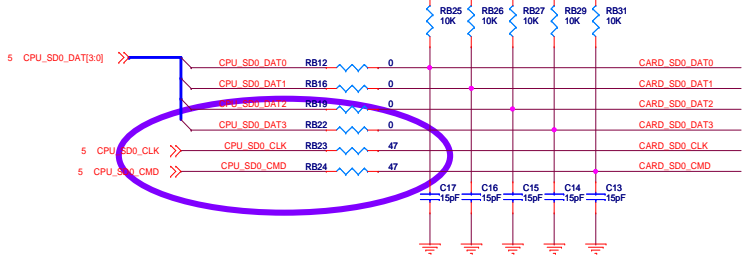 RB25 RB26 RB27 RB29 RB31
10K 10K 10K 10K 10K
5 CPU_SD0_DAT[3:0]
CPU_SD0_DAT0 RB12 0 CARD_SD0_DAT0
CPU_SD0_DAT1 RB16 0 CARD_SD0_DAT1
CPU_SD0_DAT2 RB19 0 CARD_SD0_DAT2
CPU_SD0_DAT3 RB22 0 CARD_SD0_DAT3
5 CPU_SD0_CLK CPU_SD0_CLK RB23 47 CARD_SD0_CLK
5 CPU_SD0_CMD CPU_SD0_CMD RB24 47 CARD_SD0_CMD
C17 C16 C15 C14 C13
15pF 15pF 15pF 15pF 15pF